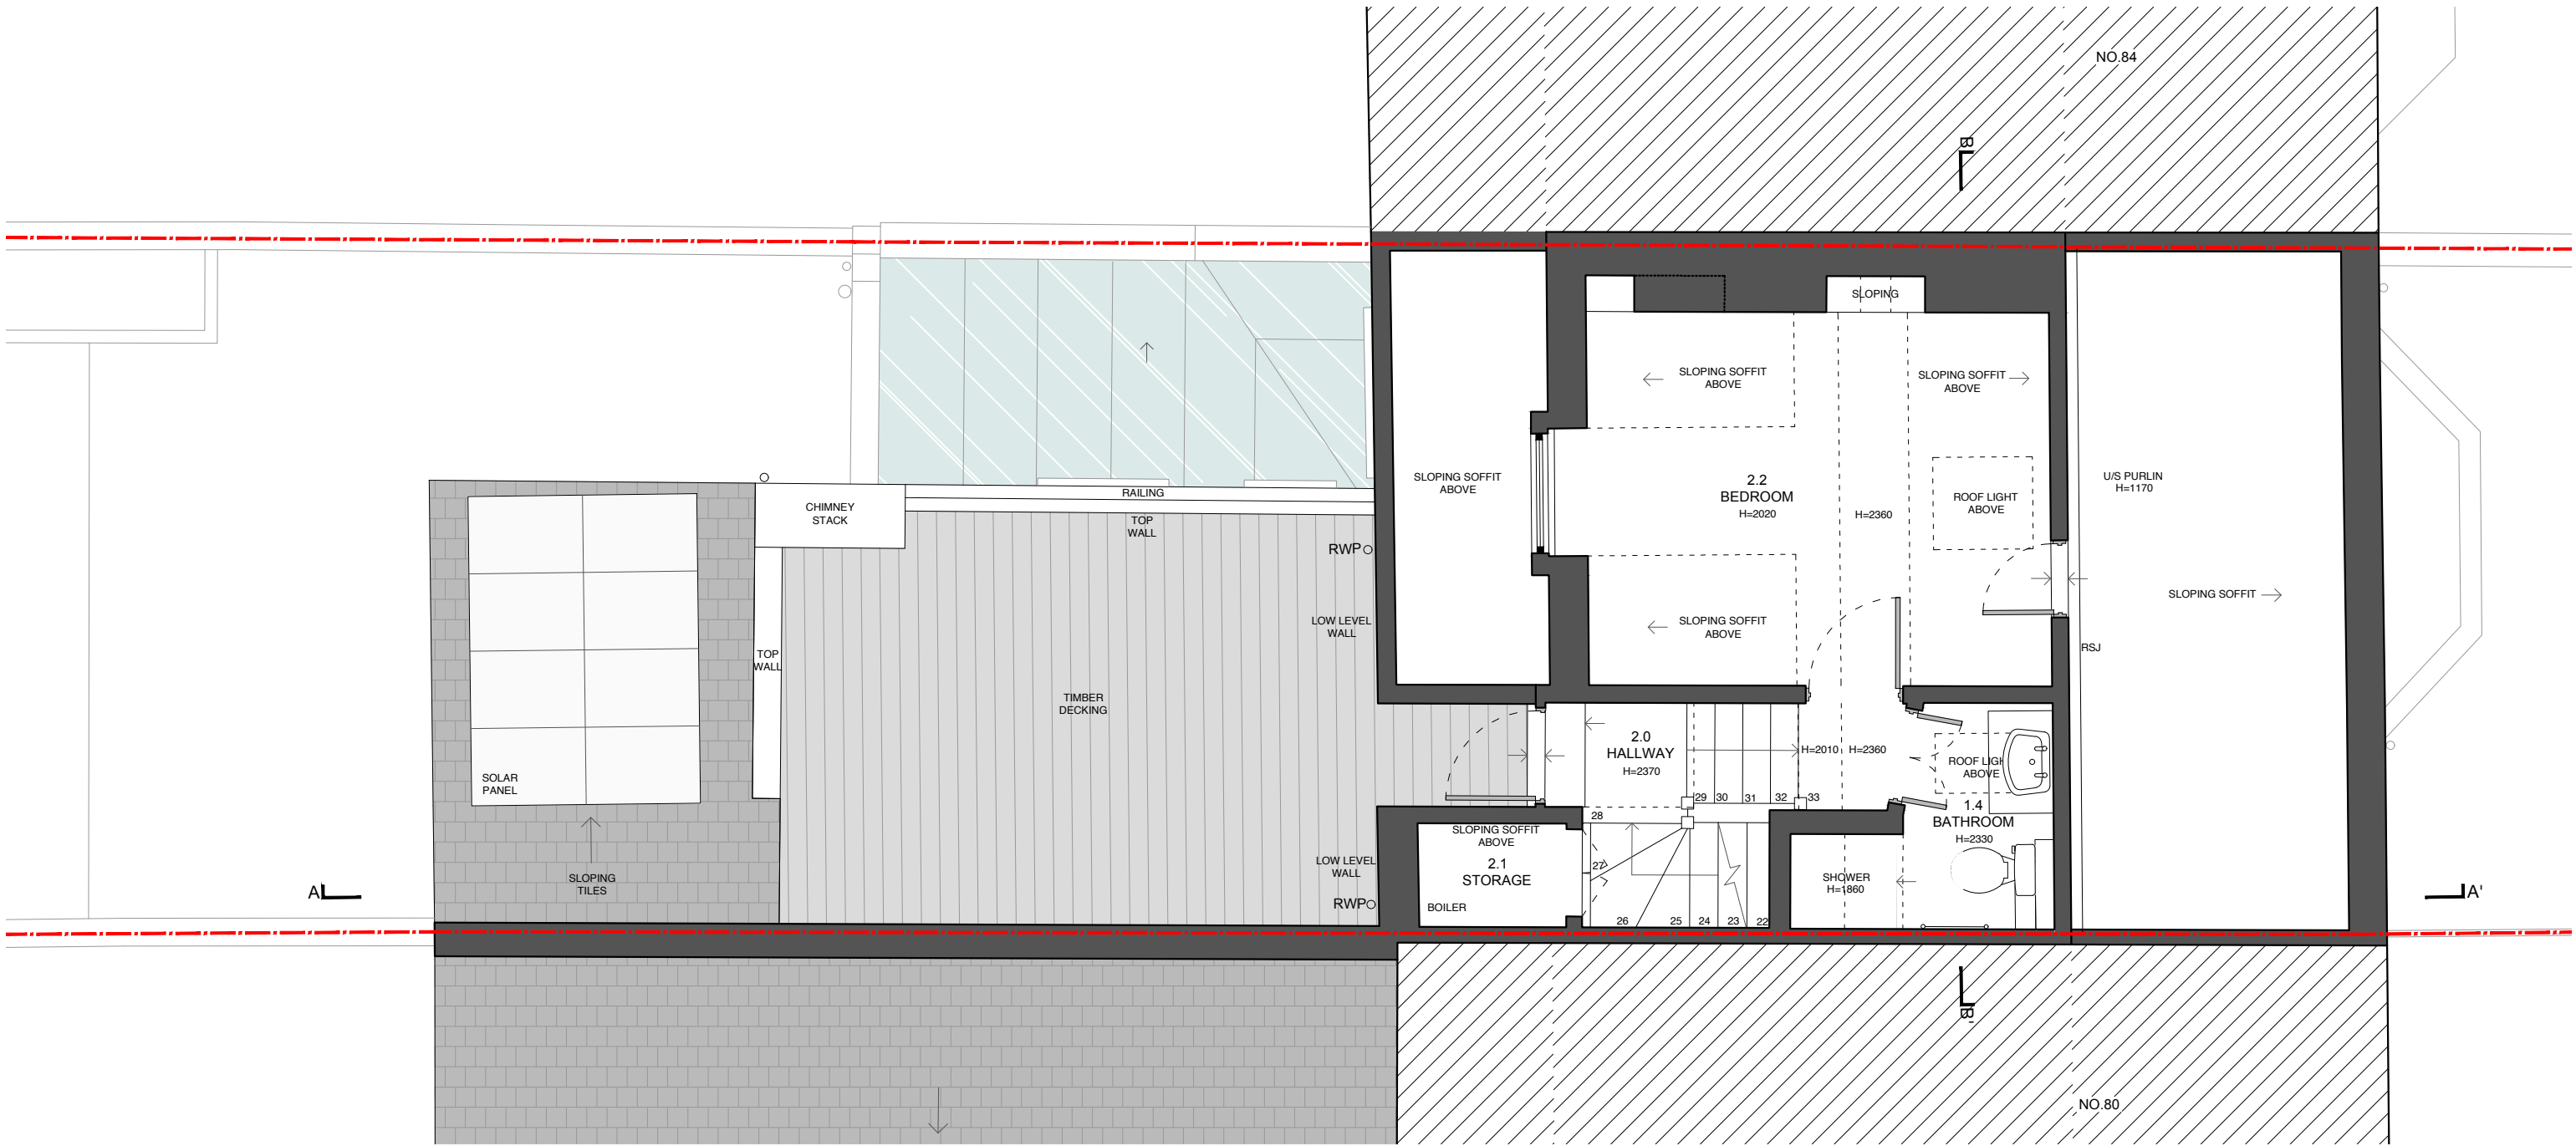 NO.84
B
SLOPING
SLOPING SOFFIT
ABOVE
SLOPING SOFFIT
ABOVE
SLOPING SOFFIT
ABOVE
2.2
BEDROOM
H=2020
H=2360
ROOF LIGHT
ABOVE
U/S PURLIN
H=1170
RAILING
CHIMNEY
STACK
TOP
WALL
RWP
LOW LEVEL
WALL
SLOPING SOFFIT
ABOVE
SLOPING SOFFIT
RSJ
TOP
WALL
TIMBER
DECKING
2.0
HALLWAY
H=2370
H=2010
H=2360
ROOF LIGH
ABOVE
SOLAR
PANEL
29
30
31
32
33
1.4
BATHROOM
H=2330
28
SLOPING SOFFIT
ABOVE
2.1
STORAGE
27
LOW LEVEL
WALL
SLOPING
TILES
SHOWER
H=1860
A
A'
RWP
BOILER
26
25
24
23
22
B'
NO.80